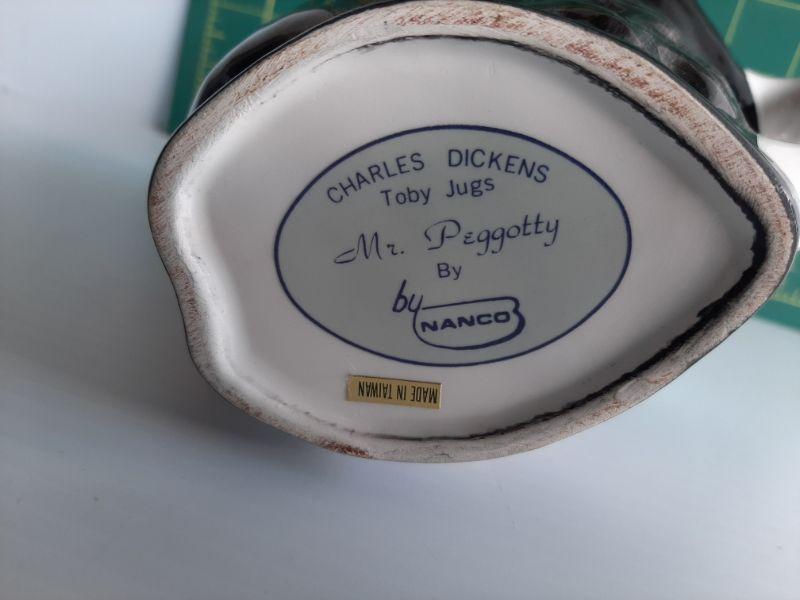 CHARLES DICKENS
Toby Jugs
Mr. Peggotty
By
by NANCO
MADE IN TAIWAN